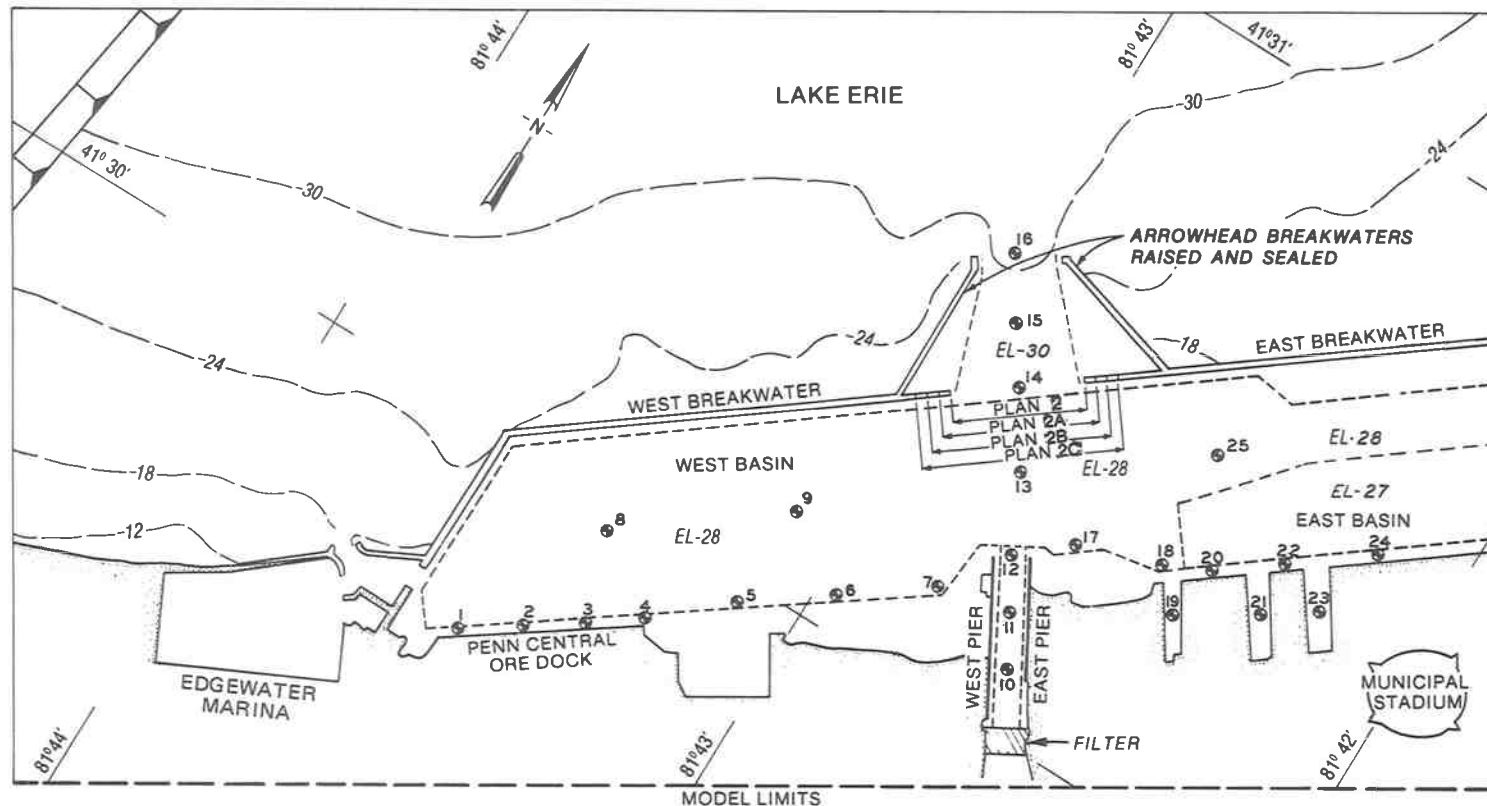 81° 44'
81° 43'
41° 31'
LAKE ERIE
-30
-N-
41° 30'
-30
-24
16
ARROWHEAD BREAKWATERS
RAISED AND SEALED
15
EL-30
-18
EAST BREAKWATER
-24
-24
14
WEST BREAKWATER
PLAN 2
PLAN 2A
PLAN 2B
PLAN 2C
EL-28
EL-28
25
13
WEST BASIN
-18
EL-27
9
8
EL-28
EAST BASIN
-12
17
12
18
20
22
24
7
6
5
4
3
2
1
11
19
21
23
PENN CENTRAL
ORE DOCK
WEST PIER
EAST PIER
10
EDGEWATER
MARINA
MUNICIPAL
STADIUM
FILTER
81° 44'
81° 43'
81° 42'
MODEL LIMITS